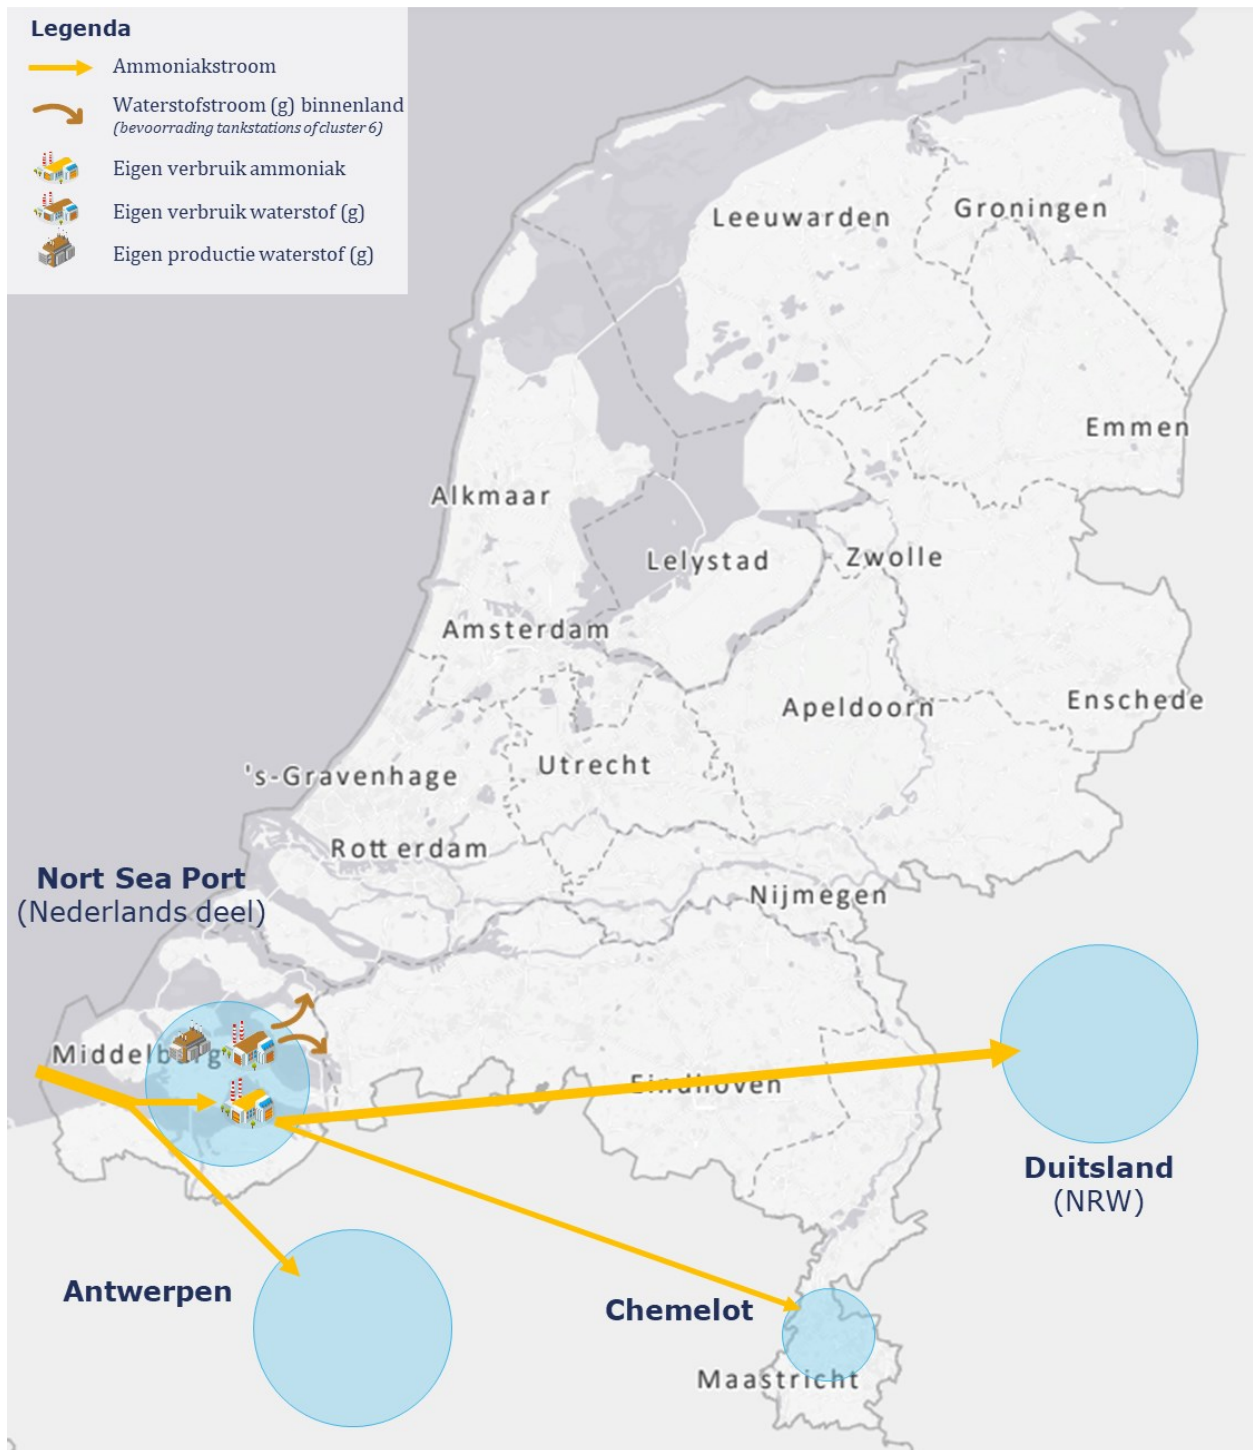 Legenda
Ammoniakstroom
Waterstofstroom (g) binnenland
(bevoorrading tankstations of cluster 6)
Eigen verbruik ammoniak
Eigen verbruik waterstof (g)
Eigen productie waterstof (g)
Leeuwarden
Groningen
Emmen
Alkmaar
Lelystad
Zwolle
Amsterdam
Apeldoorn
Enschede
Utrecht
's-Gravenhage
Rotterdam
Nort Sea Port
(Nederlands deel)
Nijmegen
Middelburg
Eindhoven
Duitsland
(NRW)
Antwerpen
Chemelot
Maastricht